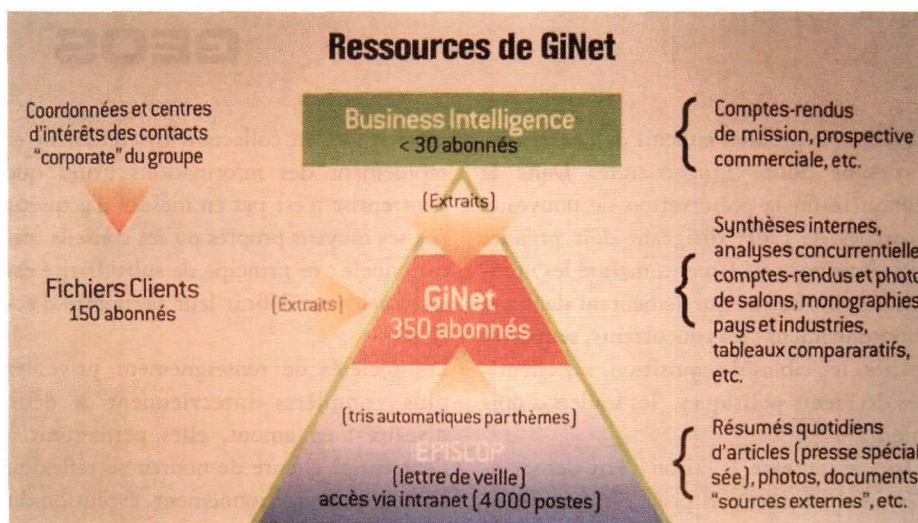 Ressources de GiNet
Coordonnées et centres
d'intérêts des contacts
"corporate" du groupe
Business Intelligence
< 30 abonnés
Comptes-rendus
de mission, prospective
commerciale, etc.
(Extraits)
Fichiers Clients
150 abonnés
(Extraits)
GiNet
350 abonnés
Synthèses internes,
analyses concurrentielle
comptes-rendus et photo
de salons, monographies
pays et industries,
tableaux compararatifs,
etc.
(tris automatiques par thèmes)
EPISCOP
(lettre de veille)
accès via intranet (4 000 postes)
Résumés quotidiens
d'articles (presse spécial
sée), photos, documents
"sources externes", etc.